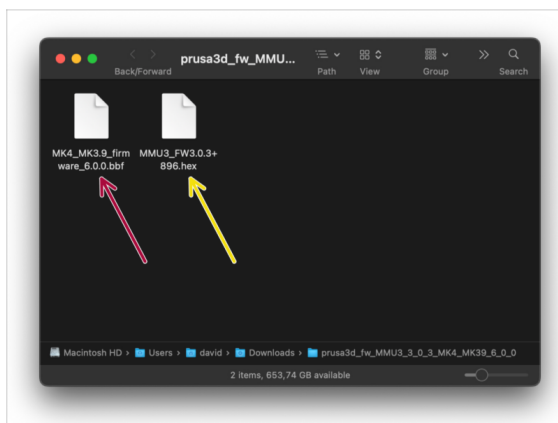 prusa3d_fw_MMU...
Back/Forward
Path
View
Group
Search
MK4_MK3.9_firm
ware_6.0.0.bbf
MMU3_FW3.0.3+
896.hex
Macintosh HD › Users › david › Downloads › prusa3d_fw_MMU3_3_0_3_MK4_MK39_6_0_0
2 items, 653,74 GB available